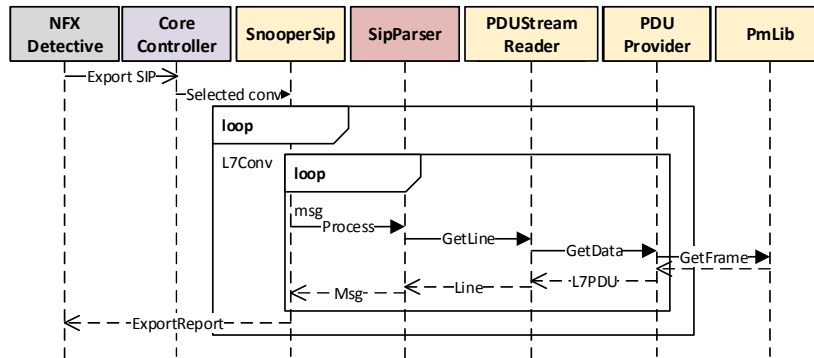 NFX
Detective
Core
Controller
SnooperSip
SipParser
PDUStream
Reader
PDU
Provider
PmLib
Export SIP
Selected conv
loop
L7Conv
loop
msg
Process
GetLine
GetData
GetFrame
L7PDU
Line
Msg
ExportReport